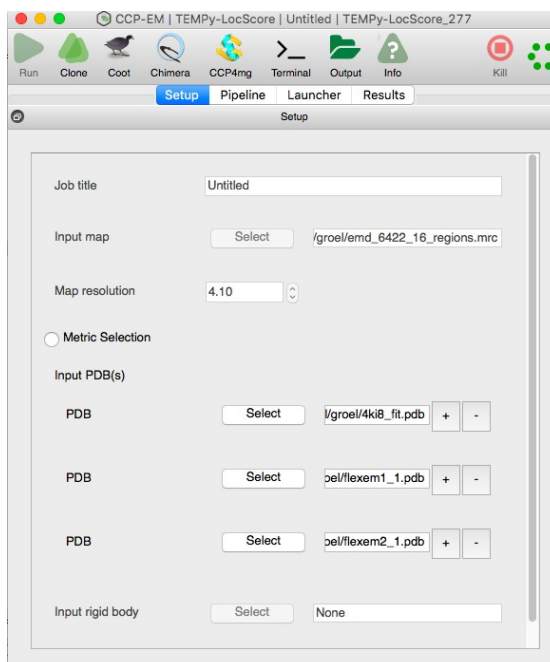 CCP-EM | TEMPy-LocScore | Untitled | TEMPy-LocScore_277
Run Clone Coot Chimera CCP4mg Terminal Output Info Kill
Setup Pipeline Launcher Results
Setup
Job title Untitled
Input map Select /groel/emd_6422_16_regions.mrc
Map resolution 4.10
Metric Selection
Input PDB(s)
PDB Select l/groel/4ki8_fit.pdb + -
PDB Select oel/flexem1_1.pdb + -
PDB Select oel/flexem2_1.pdb + -
Input rigid body Select None